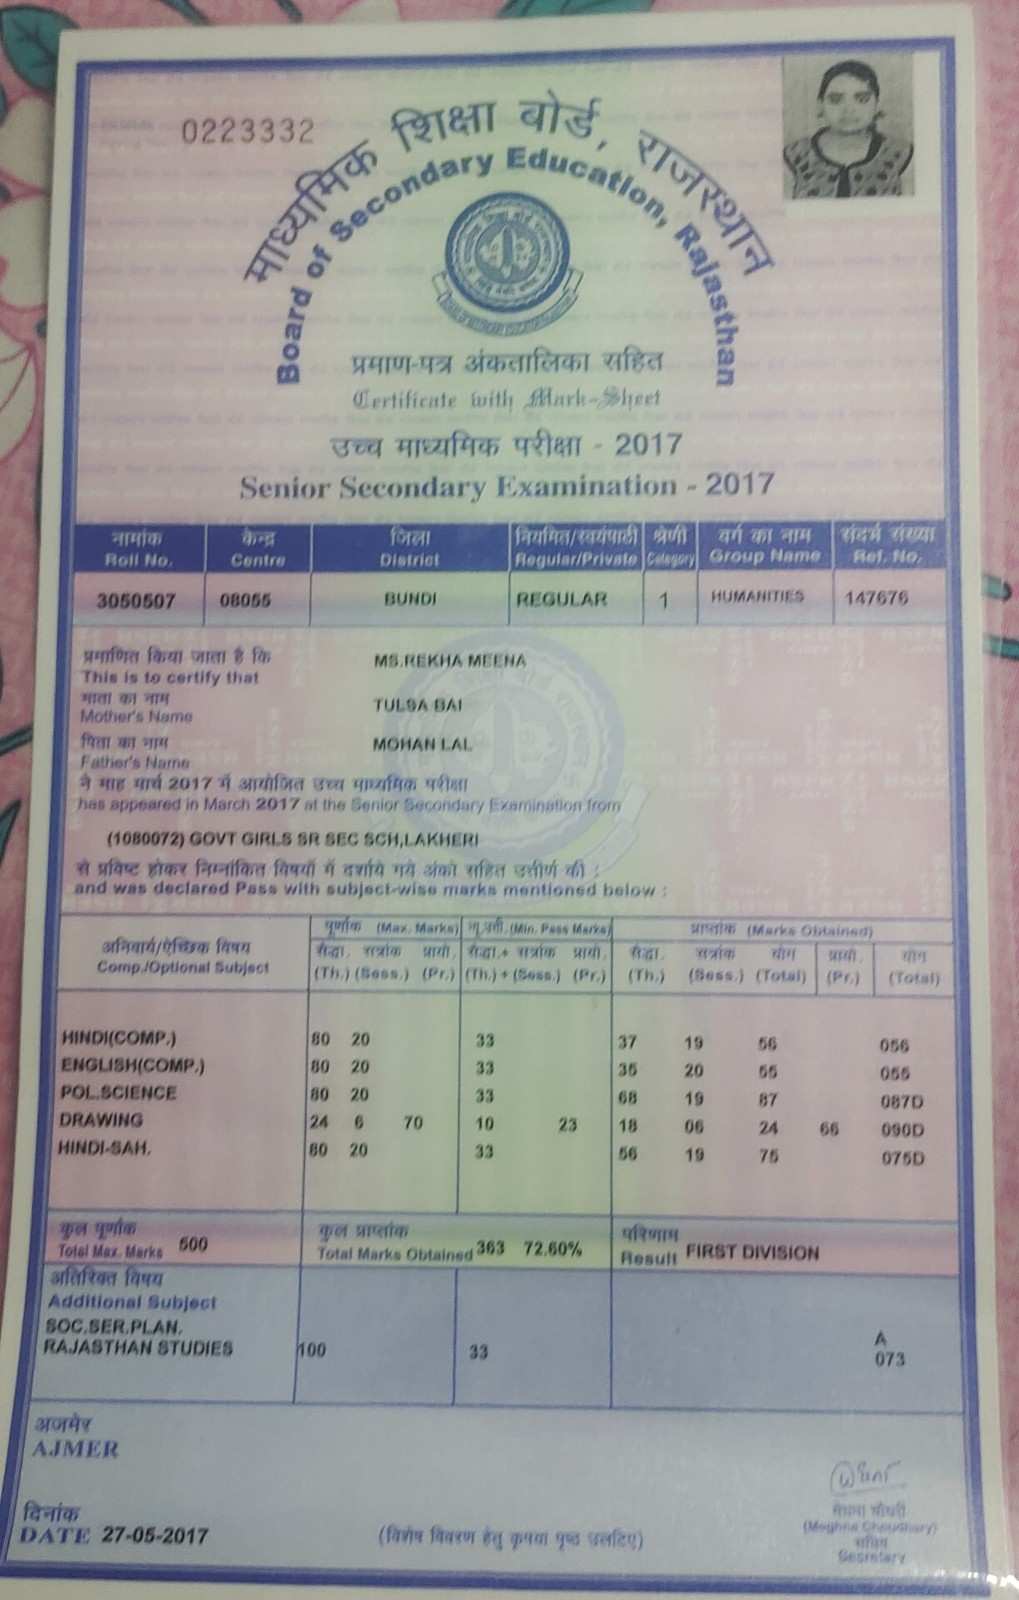 0223332
माध्यमिक शिक्षा बोर्ड, राजस्थान
Board of Secondary Education, Rajasthan
प्रमाण-पत्र अंकतालिका सहित
Certificate with Mark-Sheet
उच्च माध्यमिक परीक्षा - 2017
Senior Secondary Examination - 2017
नामांक केन्द्र जिला नियमित/स्वयंपाठी श्रेणी वर्ग का नाम संदर्भ संख्या
Roll No. Centre District Regular/Private Category Group Name Ref. No.
3050507 08055 BUNDI REGULAR 1 HUMANITIES 147676
प्रमाणित किया जाता है कि MS.REKHA MEENA
This is to certify that
माता का नाम TULSA BAI
Mother's Name
पिता का नाम MOHAN LAL
Father's Name
ने माह मार्च 2017 में आयोजित उच्च माध्यमिक परीक्षा
has appeared in March 2017 at the Senior Secondary Examination from
(1080072) GOVT GIRLS SR SEC SCH,LAKHERI
से प्रविष्ट होकर निम्नांकित विषयों में दर्शाये गये अंको सहित उत्तीर्ण की :
and was declared Pass with subject-wise marks mentioned below :
पूर्णांक (Max. Marks) न्यू.उत्ती. (Min. Pass Marks) प्राप्तांक (Marks Obtained)
अनिवार्य/ऐच्छिक विषय सैद्धा. सत्रांक प्रायो. सैद्धा.+ सत्रांक प्रायो. सैद्धा. सत्रांक योग प्रायो. योग
Comp./Optional Subject (Th.) (Sess.) (Pr.) (Th.) + (Sess.) (Pr.) (Th.) (Sess.) (Total) (Pr.) (Total)
HINDI(COMP.) 80 20 33 37 19 56 056
ENGLISH(COMP.) 80 20 33 35 20 55 055
POL.SCIENCE 80 20 33 68 19 87 087D
DRAWING 24 6 70 10 23 18 06 24 66 090D
HINDI-SAH. 80 20 33 56 19 75 075D
कुल पूर्णांक कुल प्राप्तांक परिणाम
Total Max. Marks 500 Total Marks Obtained 363 72.60% Result FIRST DIVISION
अतिरिक्त विषय
Additional Subject
SOC.SER.PLAN. A
RAJASTHAN STUDIES 100 33 073
अजमेर
AJMER
दिनांक
DATE 27-05-2017
(विशेष विवरण हेतु कृपया पृष्ठ उलटिए)
मेघना चौधरी
(Meghna Choudhary)
सचिव
Secretary